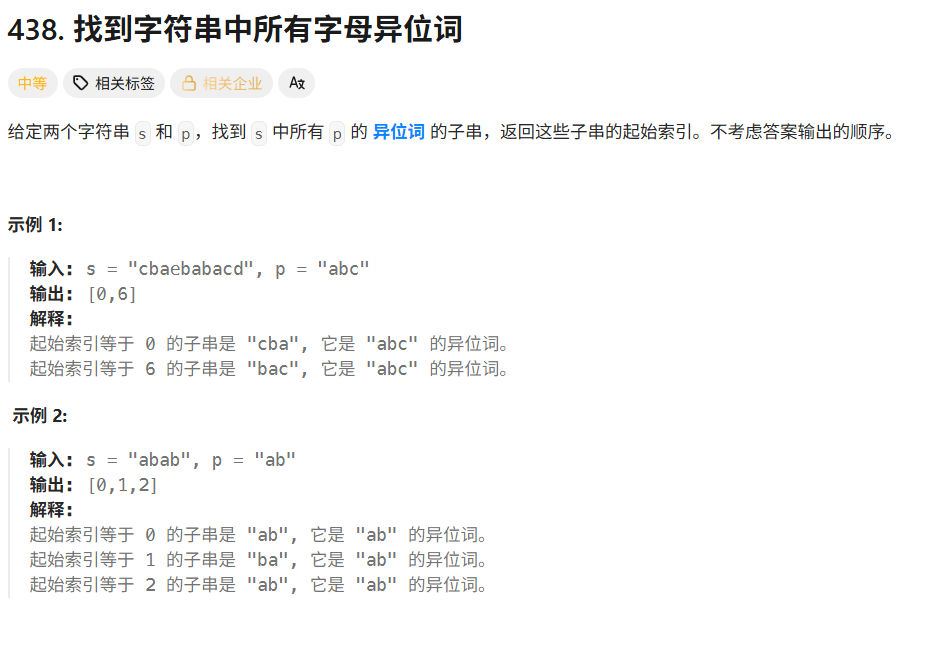 438. 找到字符串中所有字母异位词
中等 相关标签 相关企业 Aあ
给定两个字符串 s 和 p，找到 s 中所有 p 的 异位词 的子串，返回这些子串的起始索引。不考虑答案输出的顺序。
示例 1:
输入: s = "cbaebabacd", p = "abc"
输出: [0,6]
解释:
起始索引等于 0 的子串是 "cba", 它是 "abc" 的异位词。
起始索引等于 6 的子串是 "bac", 它是 "abc" 的异位词。
示例 2:
输入: s = "abab", p = "ab"
输出: [0,1,2]
解释:
起始索引等于 0 的子串是 "ab", 它是 "ab" 的异位词。
起始索引等于 1 的子串是 "ba", 它是 "ab" 的异位词。
起始索引等于 2 的子串是 "ab", 它是 "ab" 的异位词。